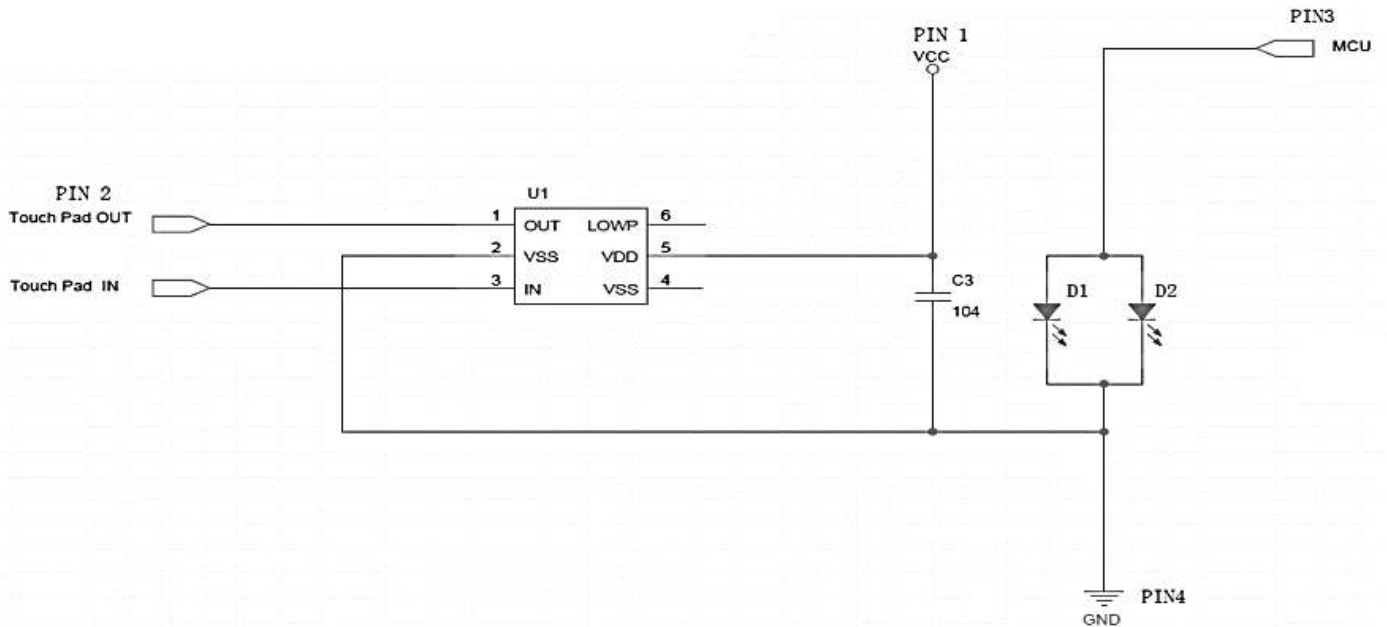 PIN3
MCU
PIN 1
VCC
PIN 2
Touch Pad OUT
Touch Pad IN
U1
1 OUT LOWP 6
2 VSS VDD 5
3 IN VSS 4
C3
104
D1
D2
PIN4
GND